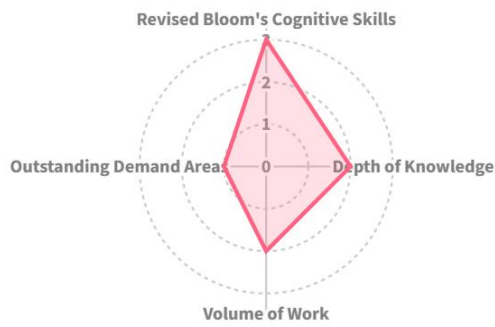 Revised Bloom's Cognitive Skills
3
2
1
Outstanding Demand Areas
0
Depth of Knowledge
Volume of Work